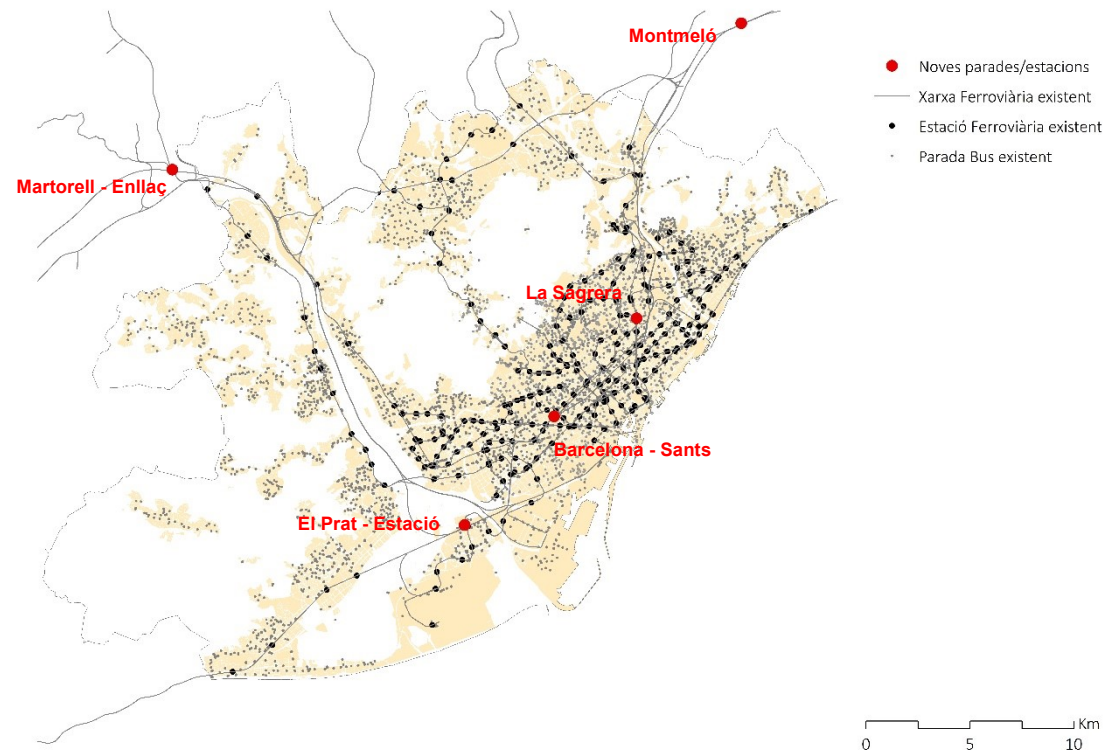 Montmeló
Noves parades/estacions
Xarxa Ferroviària existent
Estació Ferroviària existent
Parada Bus existent
Martorell - Enllaç
La Sagrera
Barcelona - Sants
El Prat - Estació
Km
0 5 10